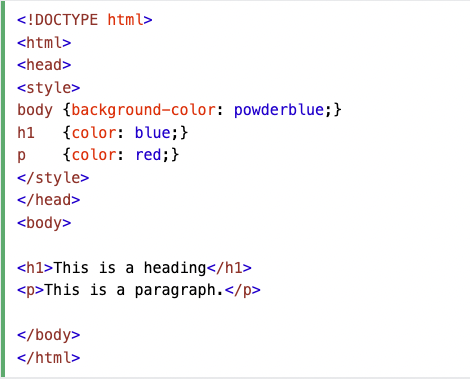 <!DOCTYPE html>
<html>
<head>
<style>
body {background-color: powderblue;}
h1   {color: blue;}
p    {color: red;}
</style>
</head>
<body>

<h1>This is a heading</h1>
<p>This is a paragraph.</p>

</body>
</html>